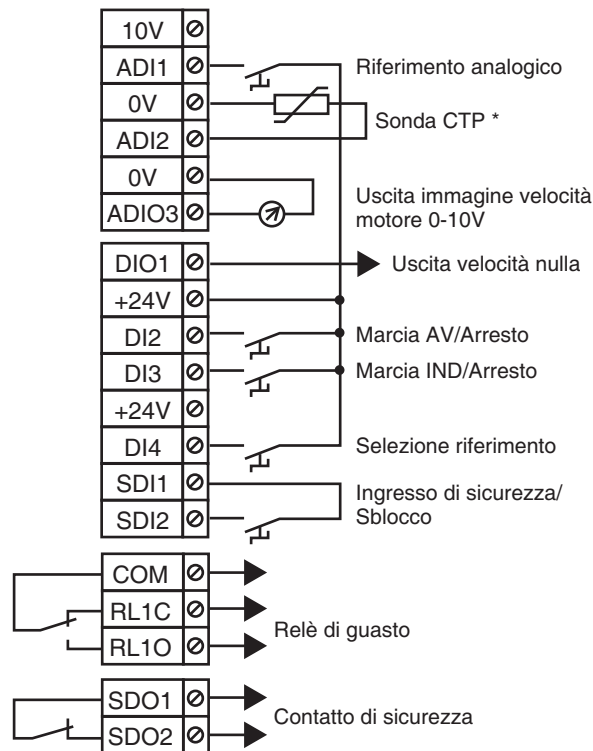 10V
ADI1 Riferimento analogico
0V
Sonda CTP *
ADI2
0V
Uscita immagine velocità
motore 0-10V
ADIO3
DIO1 Uscita velocità nulla
+24V
DI2 Marcia AV/Arresto
DI3 Marcia IND/Arresto
+24V
DI4 Selezione riferimento
SDI1
Ingresso di sicurezza/
Sblocco
SDI2
COM
RL1C
Relè di guasto
RL1O
SDO1
Contatto di sicurezza
SDO2